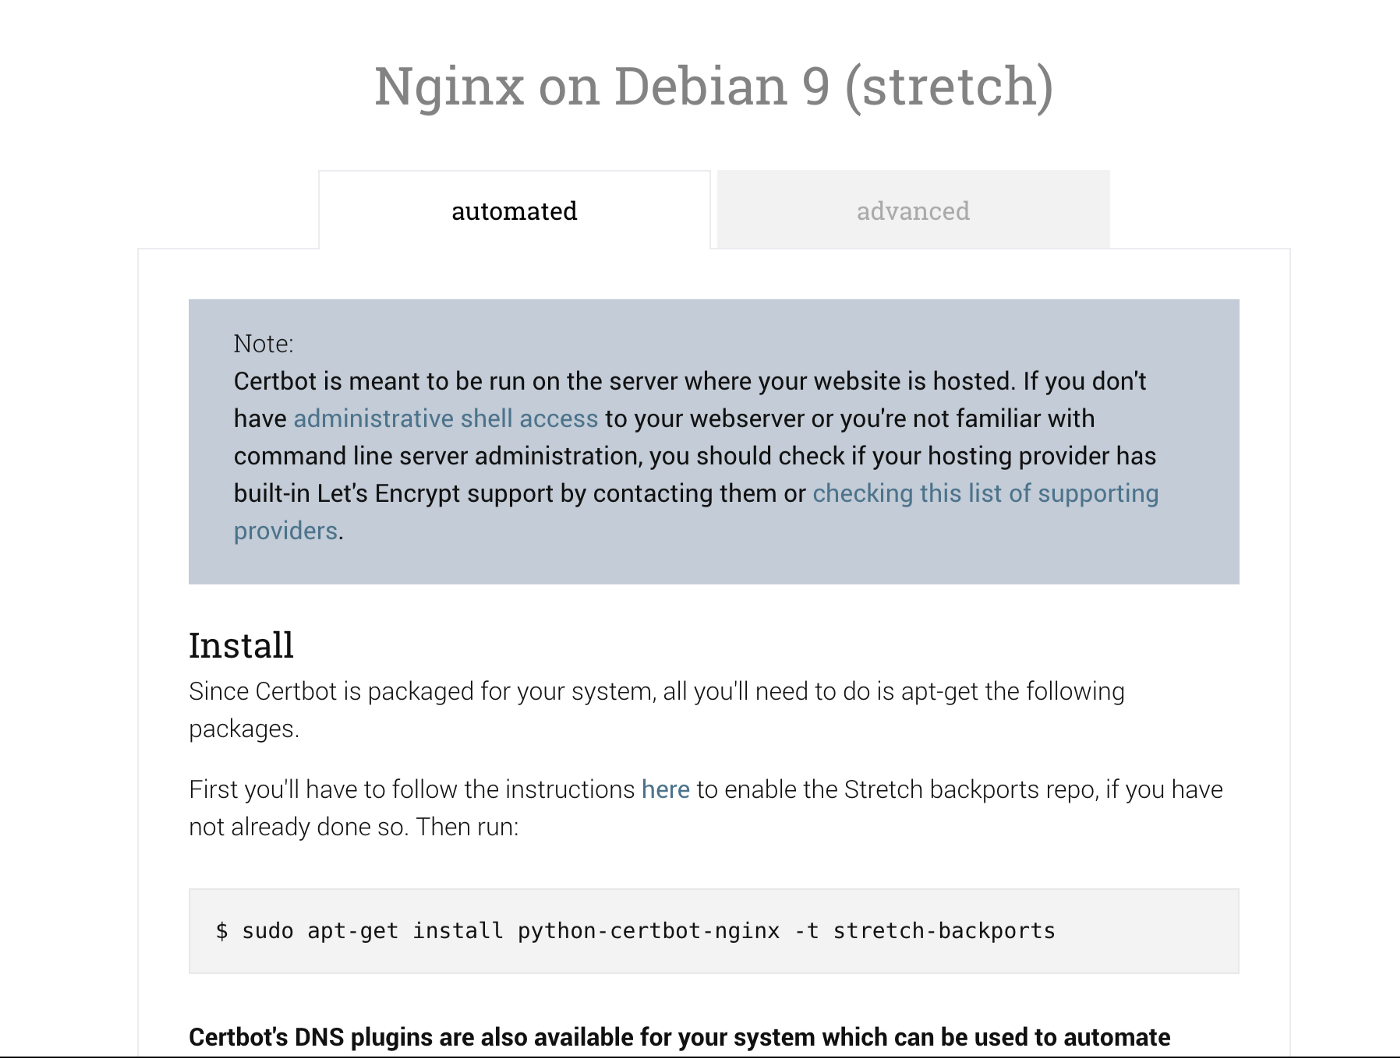 Nginx on Debian 9 (stretch)
automated
advanced
Note:
Certbot is meant to be run on the server where your website is hosted. If you don't
have administrative shell access to your webserver or you're not familiar with
command line server administration, you should check if your hosting provider has
built-in Let's Encrypt support by contacting them or checking this list of supporting
providers.
Install
Since Certbot is packaged for your system, all you'll need to do is apt-get the following
packages.
First you'll have to follow the instructions here to enable the Stretch backports repo, if you have
not already done so. Then run:
$ sudo apt-get install python-certbot-nginx -t stretch-backports
Certbot's DNS plugins are also available for your system which can be used to automate